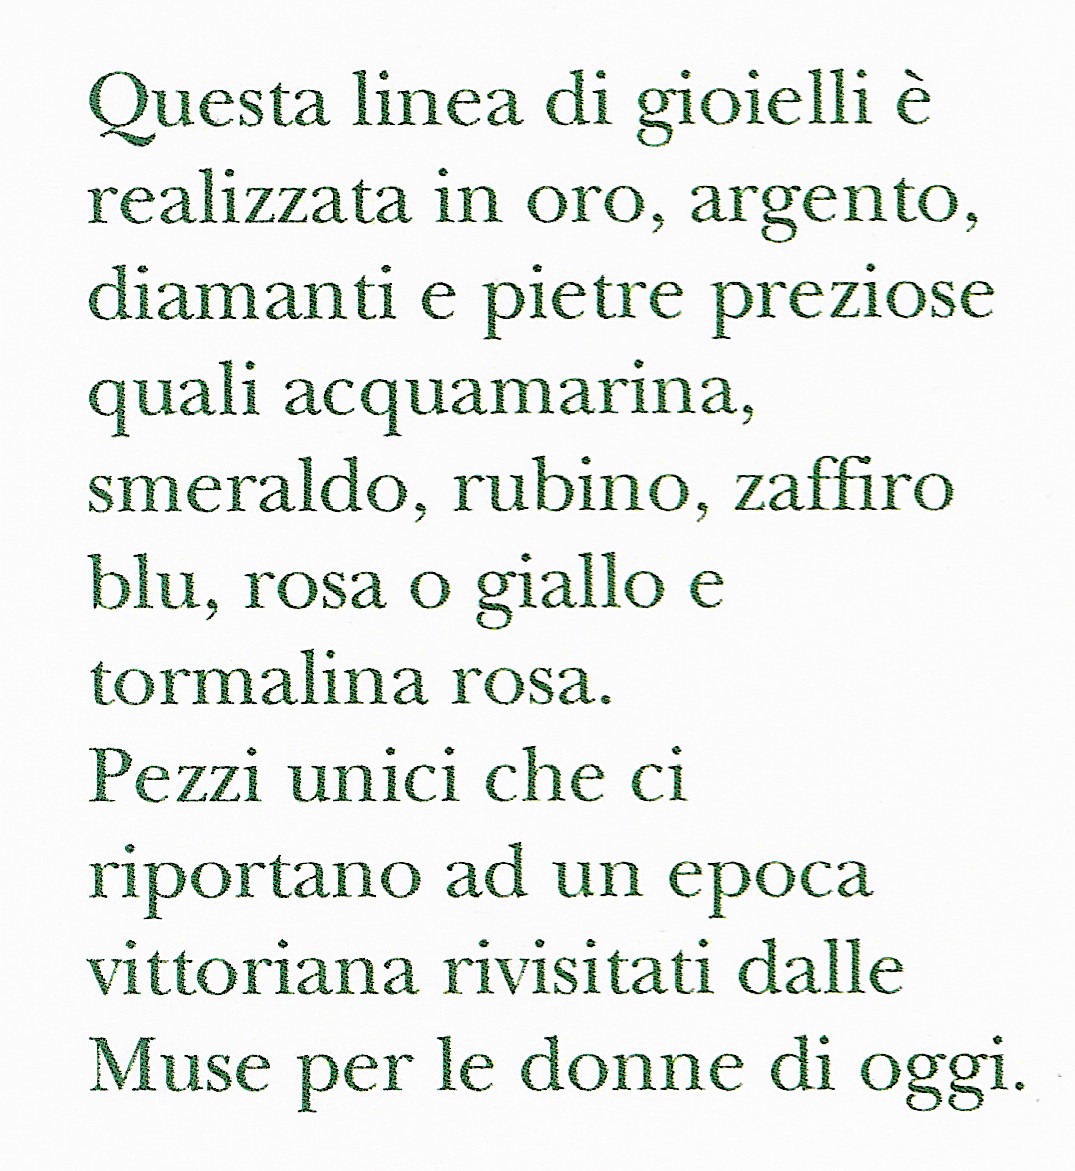 Questa linea di gioielli è
realizzata in oro, argento,
diamanti e pietre preziose
quali acquamarina,
smeraldo, rubino, zaffiro
blu, rosa o giallo e
tormalina rosa.
Pezzi unici che ci
riportano ad un epoca
vittoriana rivisitati dalle
Muse per le donne di oggi.